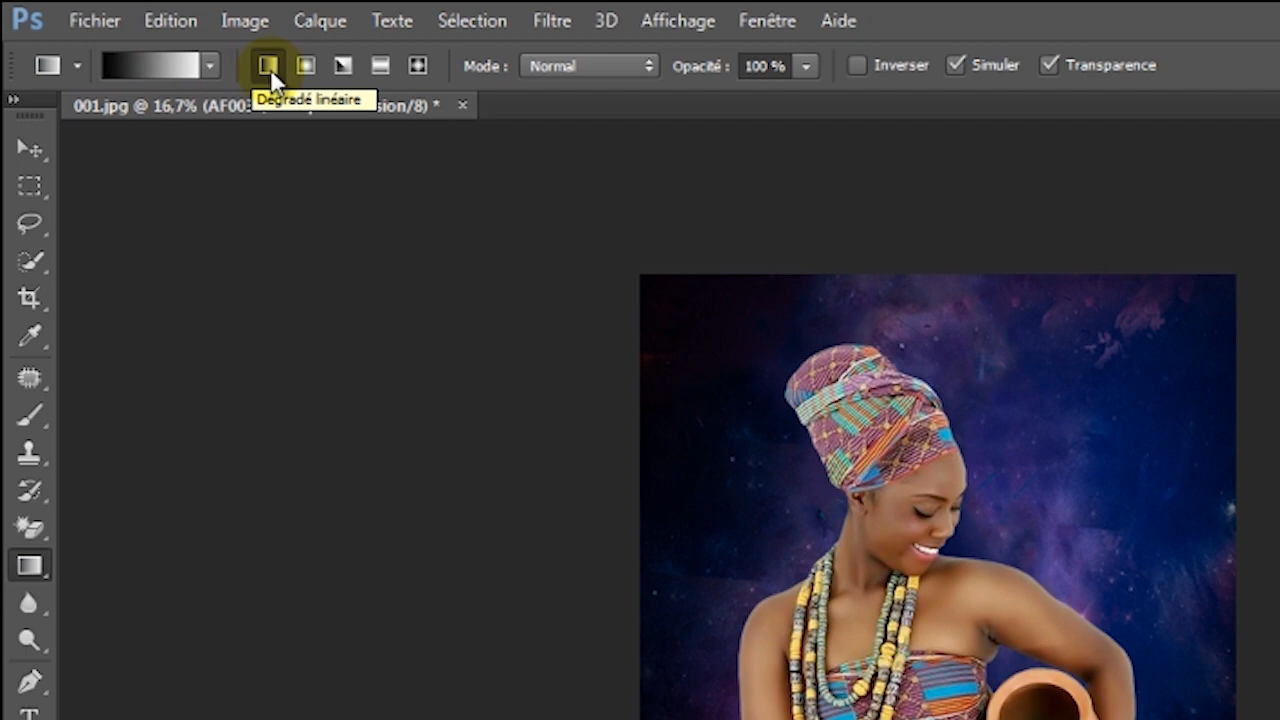 Ps Fichier Edition Image Calque Texte Sélection Filtre 3D Affichage Fenêtre Aide
Mode : Normal Opacité : 100 % Inverser Simuler Transparence
Dégradé linéaire
001.jpg @ 16,7% (AF003 sion/8) * ×
T